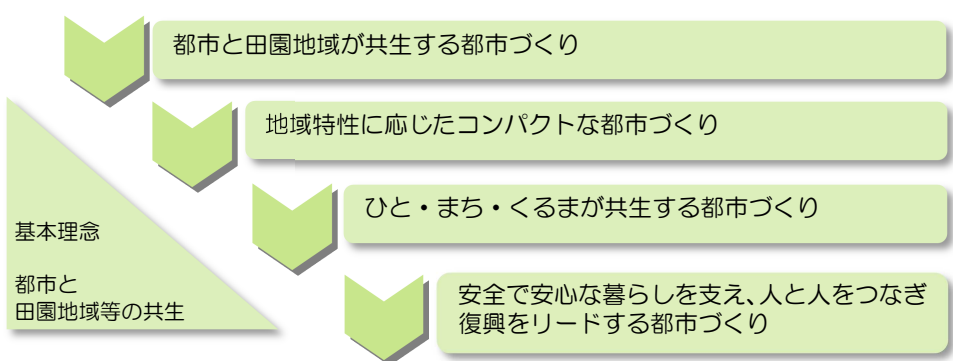 都市と田園地域が共生する都市づくり
地域特性に応じたコンパクトな都市づくり
ひと・まち・くるまが共生する都市づくり
安全で安心な暮らしを支え、人と人をつなぎ
復興をリードする都市づくり
基本理念
都市と
田園地域等の共生